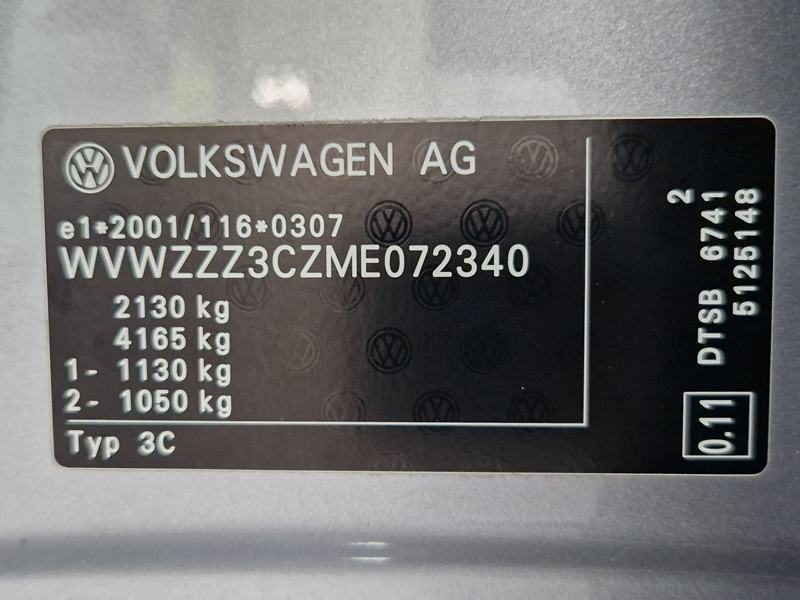 VOLKSWAGEN AG
e1*2001/116*0307
WVWZZZ3CZME072340
2130 kg
4165 kg
1- 1130 kg
2- 1050 kg
Typ 3C
2
DTSB 6741
5125148
0.11